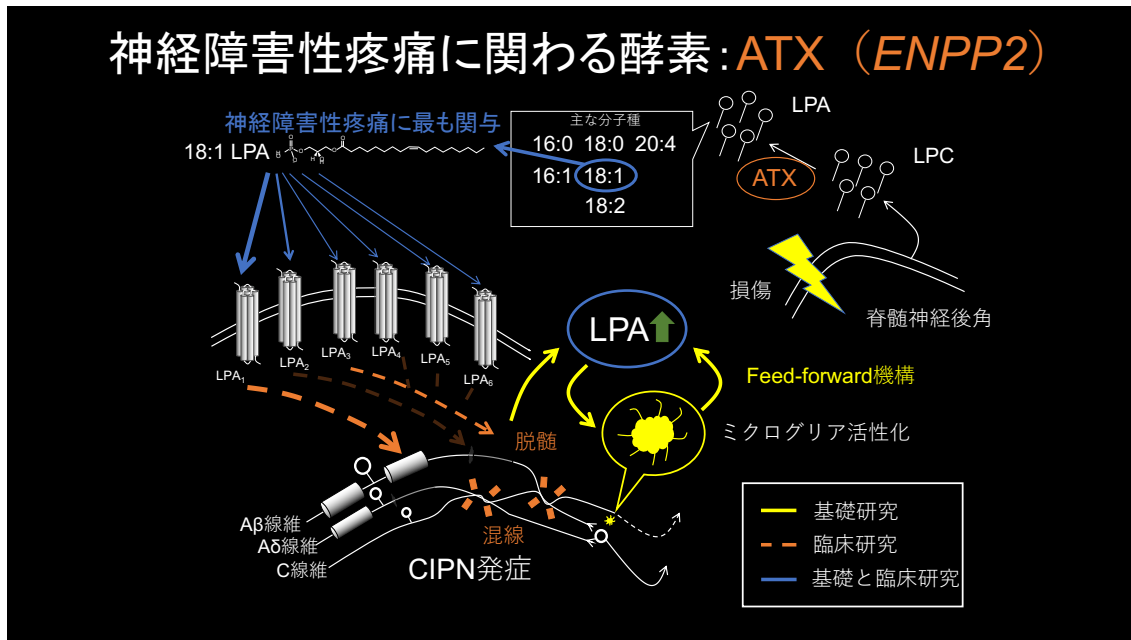 神経障害性疼痛に関わる酵素：ATX（ENPP2）
神経障害性疼痛に最も関与
18:1 LPA
主な分子種
16:0 18:0 20:4
16:1 18:1
18:2
LPA
LPC
ATX
損傷
脊髄神経後角
LPA₁
LPA₂
LPA₃
LPA₄
LPA₅
LPA₆
LPA
Feed-forward機構
ミクログリア活性化
脱髄
混線
Aβ線維
Aδ線維
C線維
CIPN発症
基礎研究
臨床研究
基礎と臨床研究